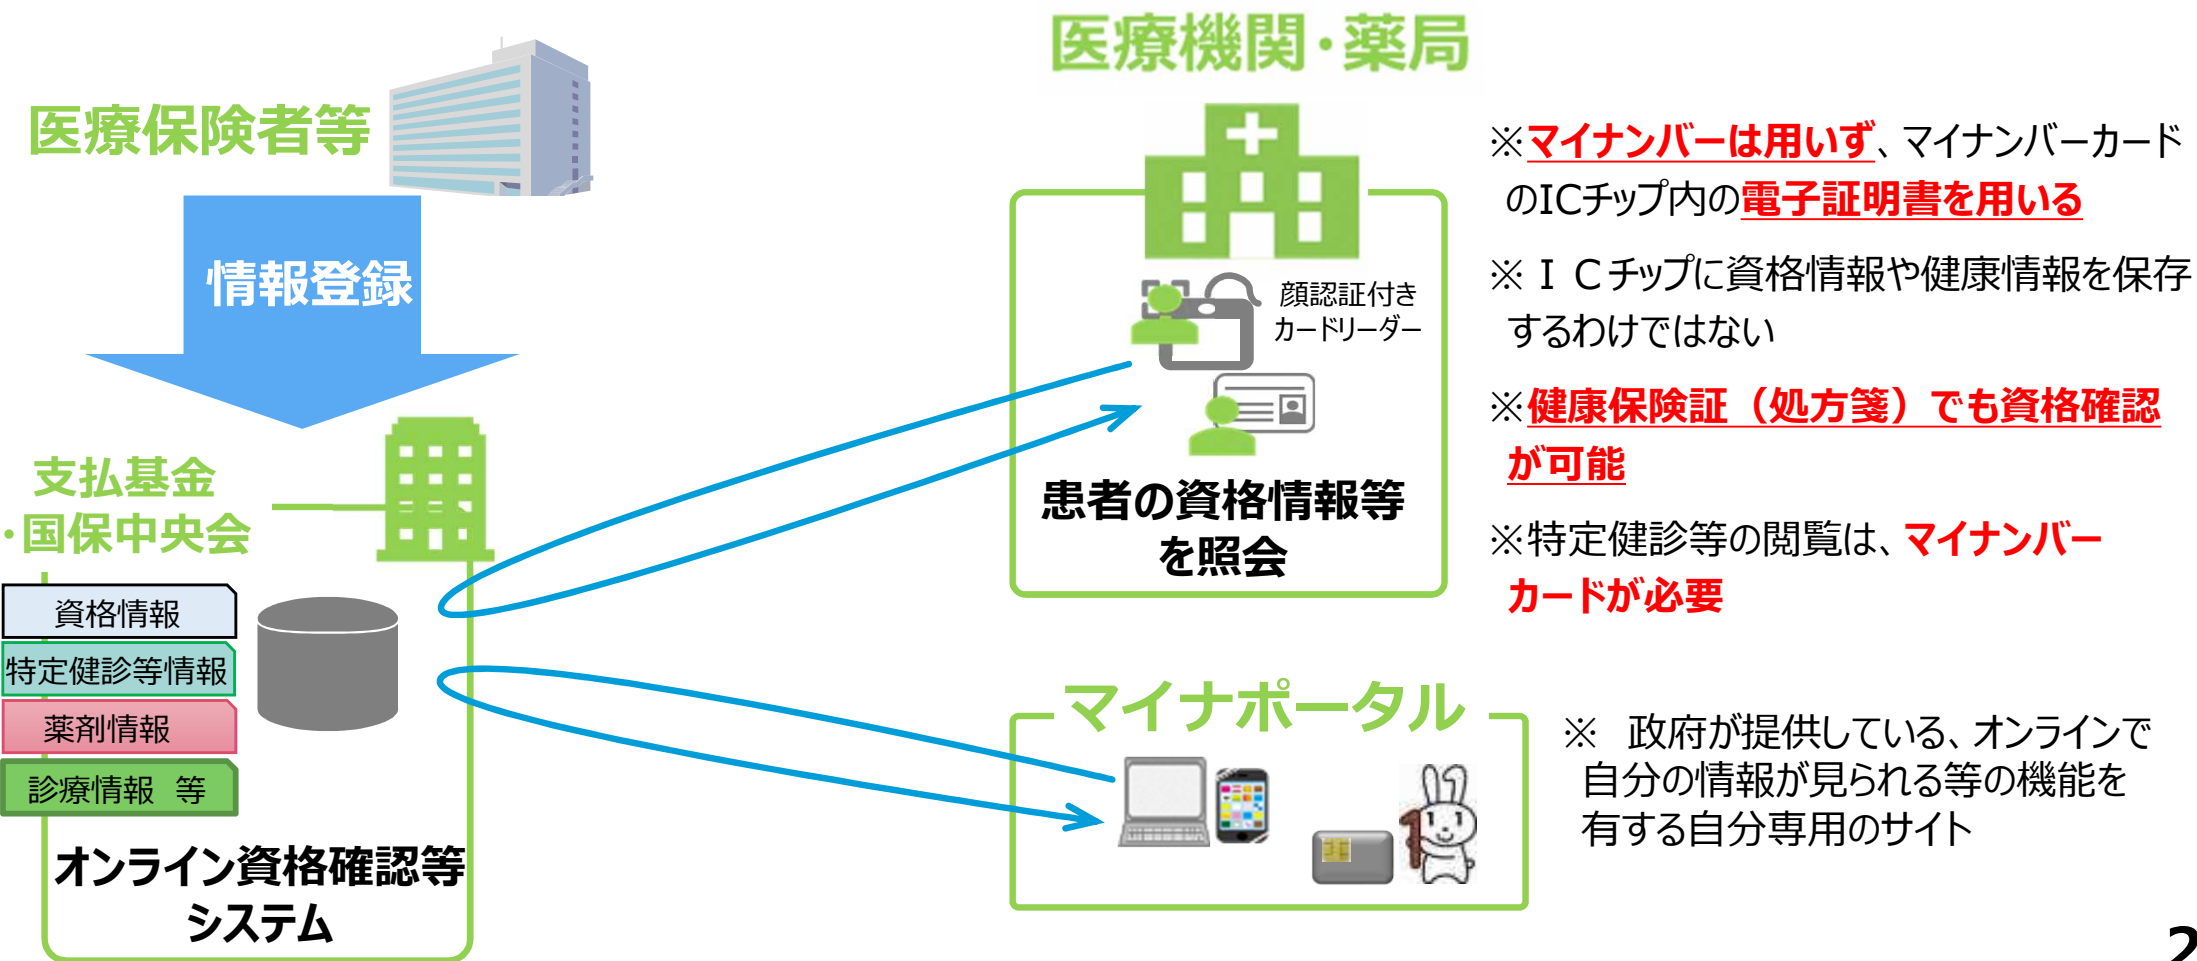 医療保険者等
情報登録
支払基金
・国保中央会
資格情報
特定健診等情報
薬剤情報
診療情報　等
オンライン資格確認等
システム
医療機関・薬局
顔認証付き
カードリーダー
患者の資格情報等
を照会
マイナポータル
※マイナンバーは用いず、マイナンバーカード
のICチップ内の電子証明書を用いる
※ＩＣチップに資格情報や健康情報を保存
するわけではない
※健康保険証（処方箋）でも資格確認
が可能
※特定健診等の閲覧は、マイナンバー
カードが必要
※　政府が提供している、オンラインで
自分の情報が見られる等の機能を
有する自分専用のサイト
2